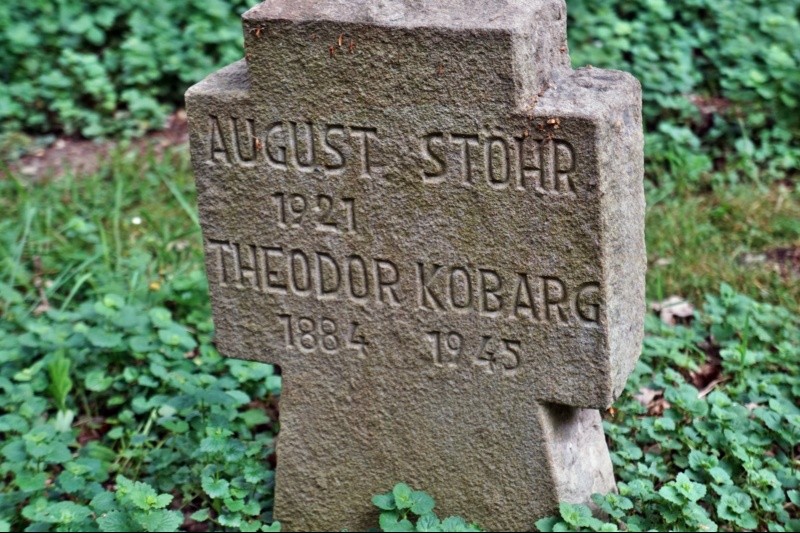 AUGUST STÖHR
1921
THEODOR KOBARG
1884 1945